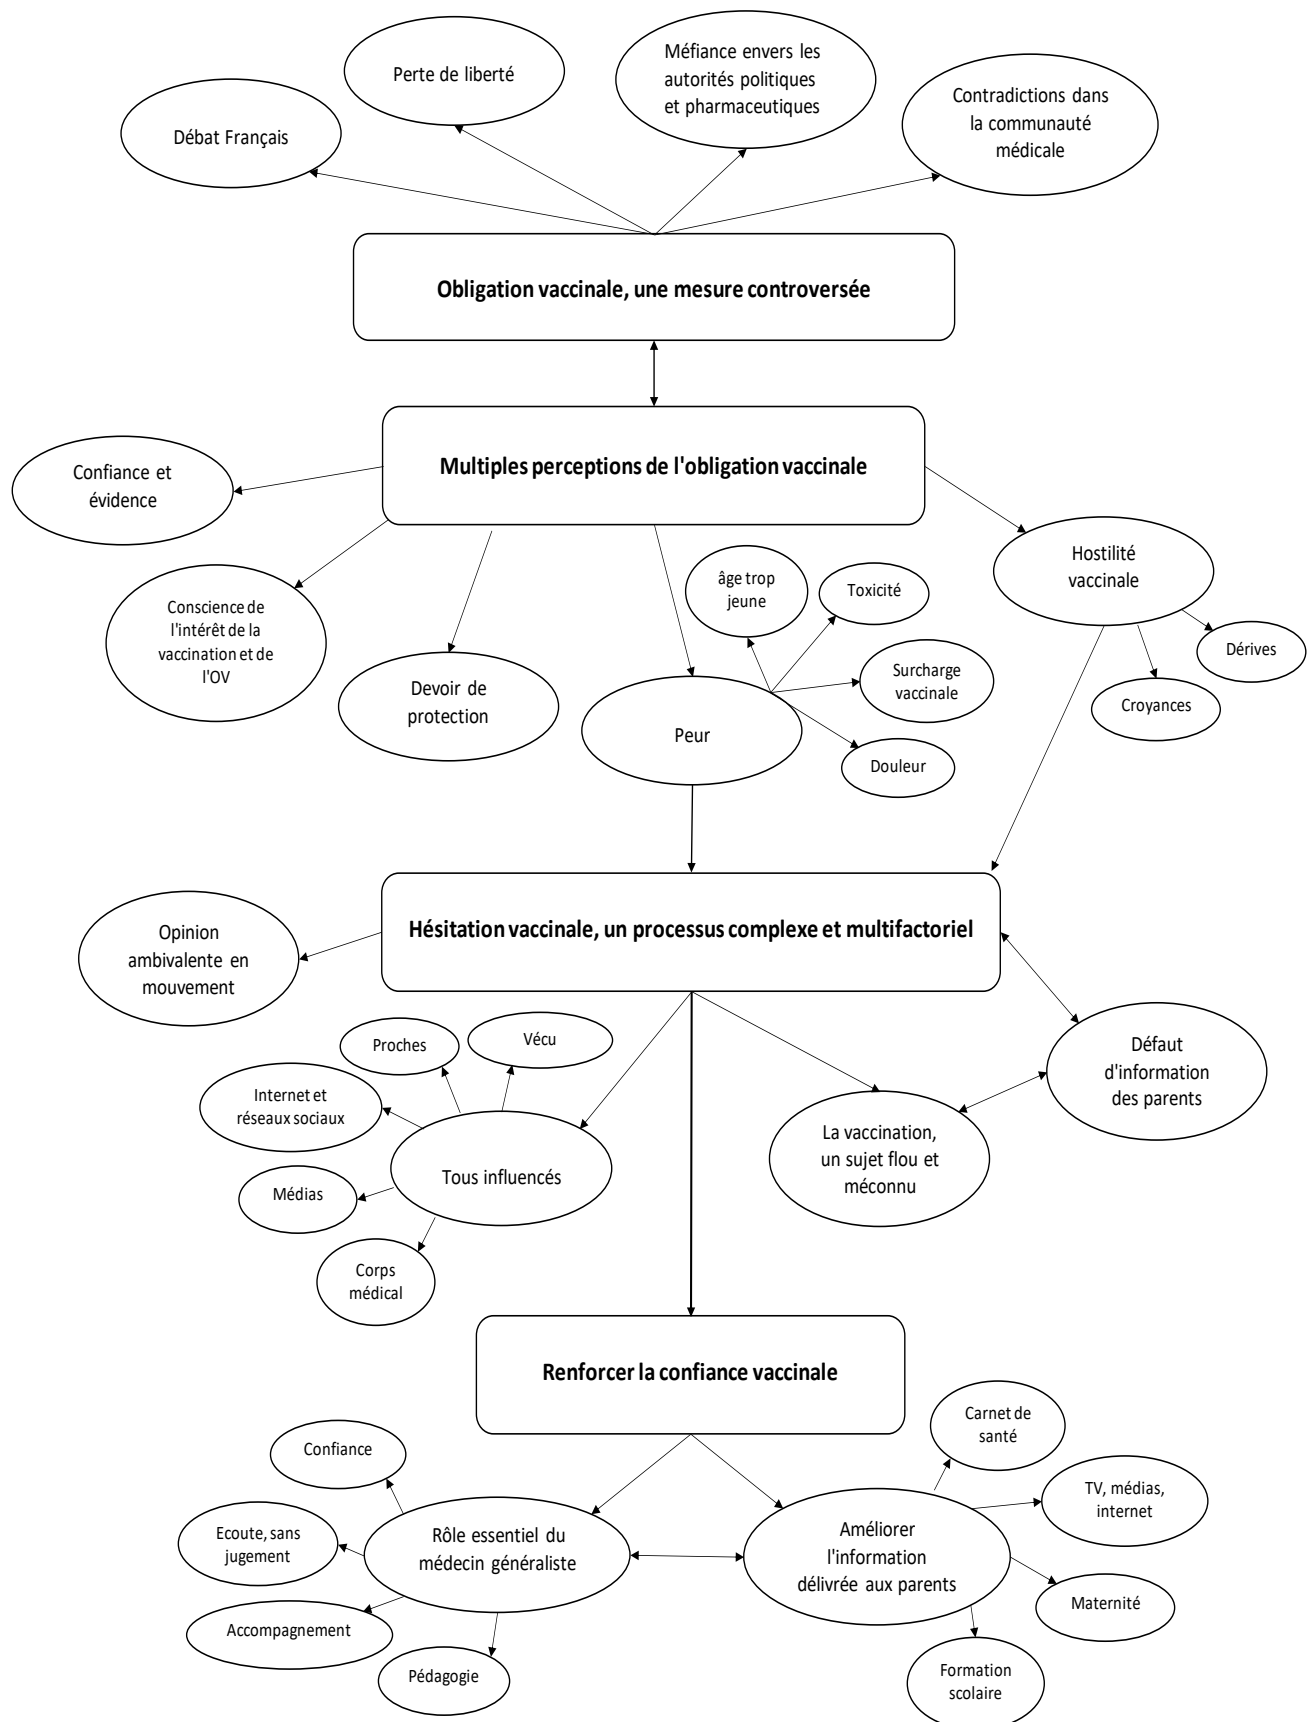 Débat Français
Perte de liberté
Méfiance envers les
autorités politiques
et pharmaceutiques
Contradictions dans
la communauté
médicale
Obligation vaccinale, une mesure controversée
Multiples perceptions de l'obligation vaccinale
Confiance et
évidence
Conscience de
l'intérêt de la
vaccination et de
l'OV
Devoir de
protection
Peur
âge trop
jeune
Toxicité
Surcharge
vaccinale
Douleur
Hostilité
vaccinale
Dérives
Croyances
Hésitation vaccinale, un processus complexe et multifactoriel
Opinion
ambivalente en
mouvement
Proches
Vécu
Internet et
réseaux sociaux
Tous influencés
Médias
Corps
médical
La vaccination,
un sujet flou et
méconnu
Défaut
d'information
des parents
Renforcer la confiance vaccinale
Confiance
Ecoute, sans
jugement
Rôle essentiel du
médecin généraliste
Accompagnement
Pédagogie
Améliorer
l'information
délivrée aux parents
Carnet de
santé
TV, médias,
internet
Maternité
Formation
scolaire